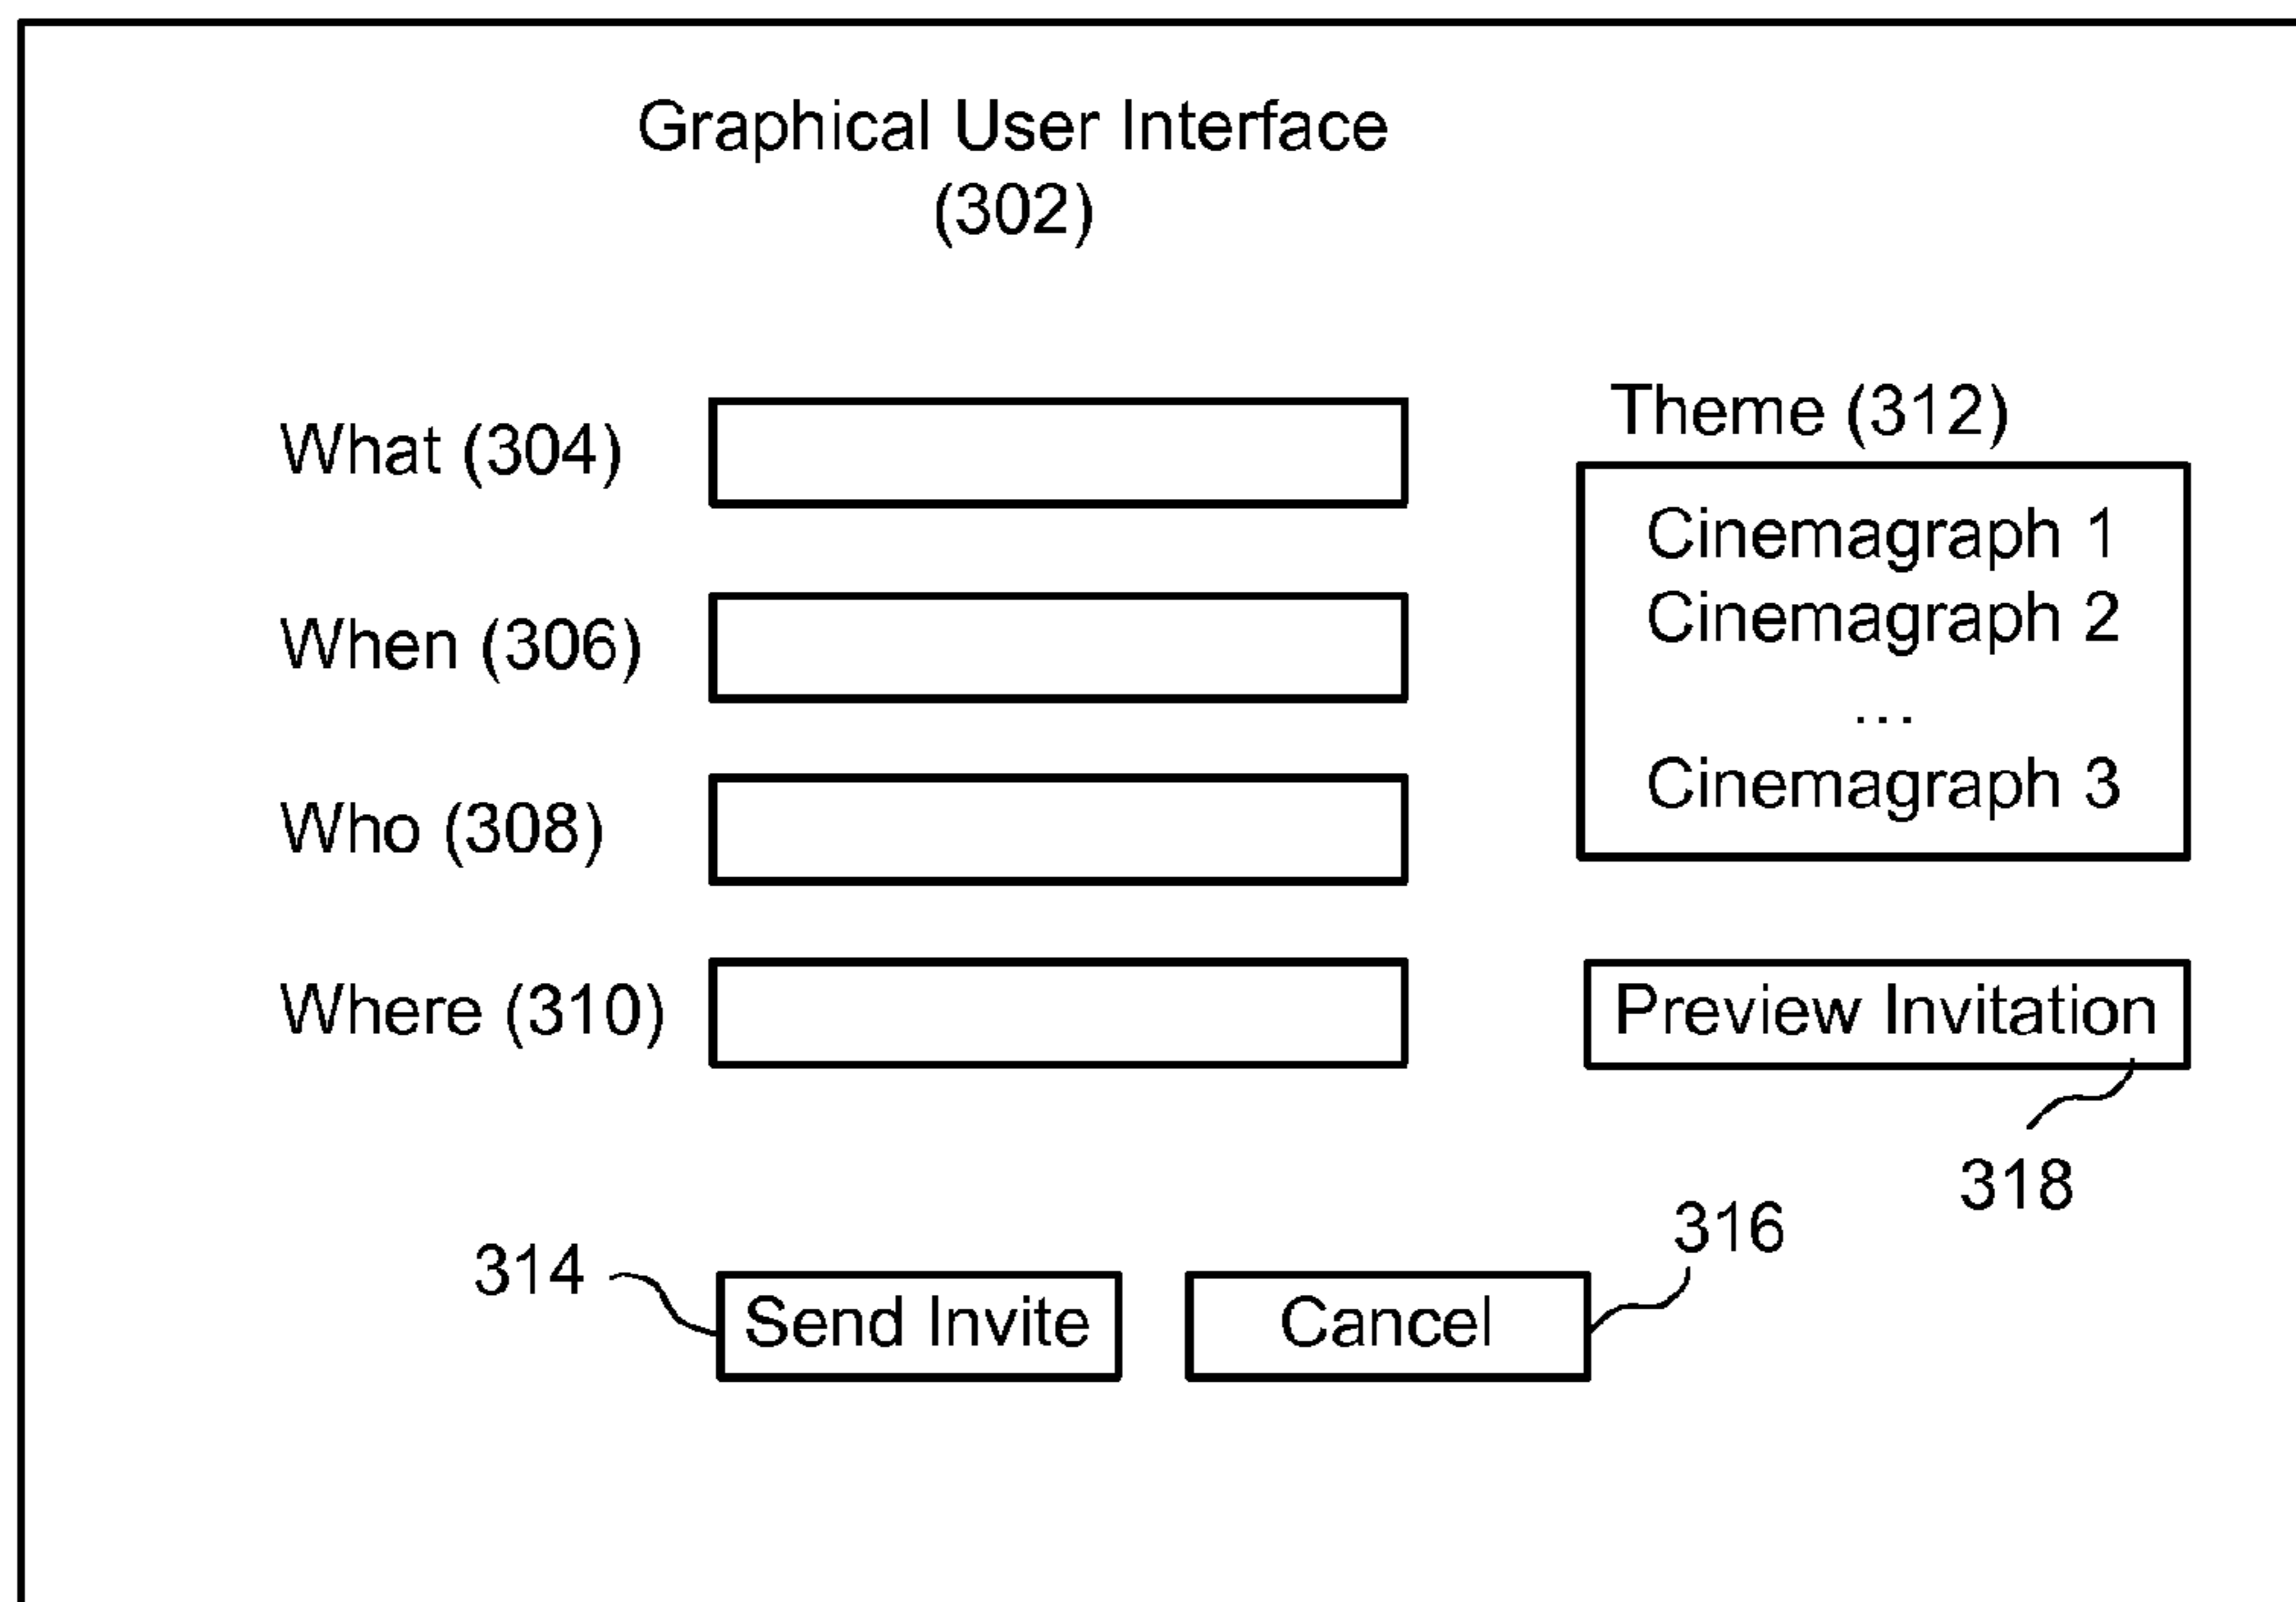 Graphical User Interface
(302)
What (304)
When (306)
Who (308)
Where (310)
Theme (312)
Cinemagraph 1
Cinemagraph 2
...
Cinemagraph 3
Preview Invitation
318
314
Send Invite
Cancel
316